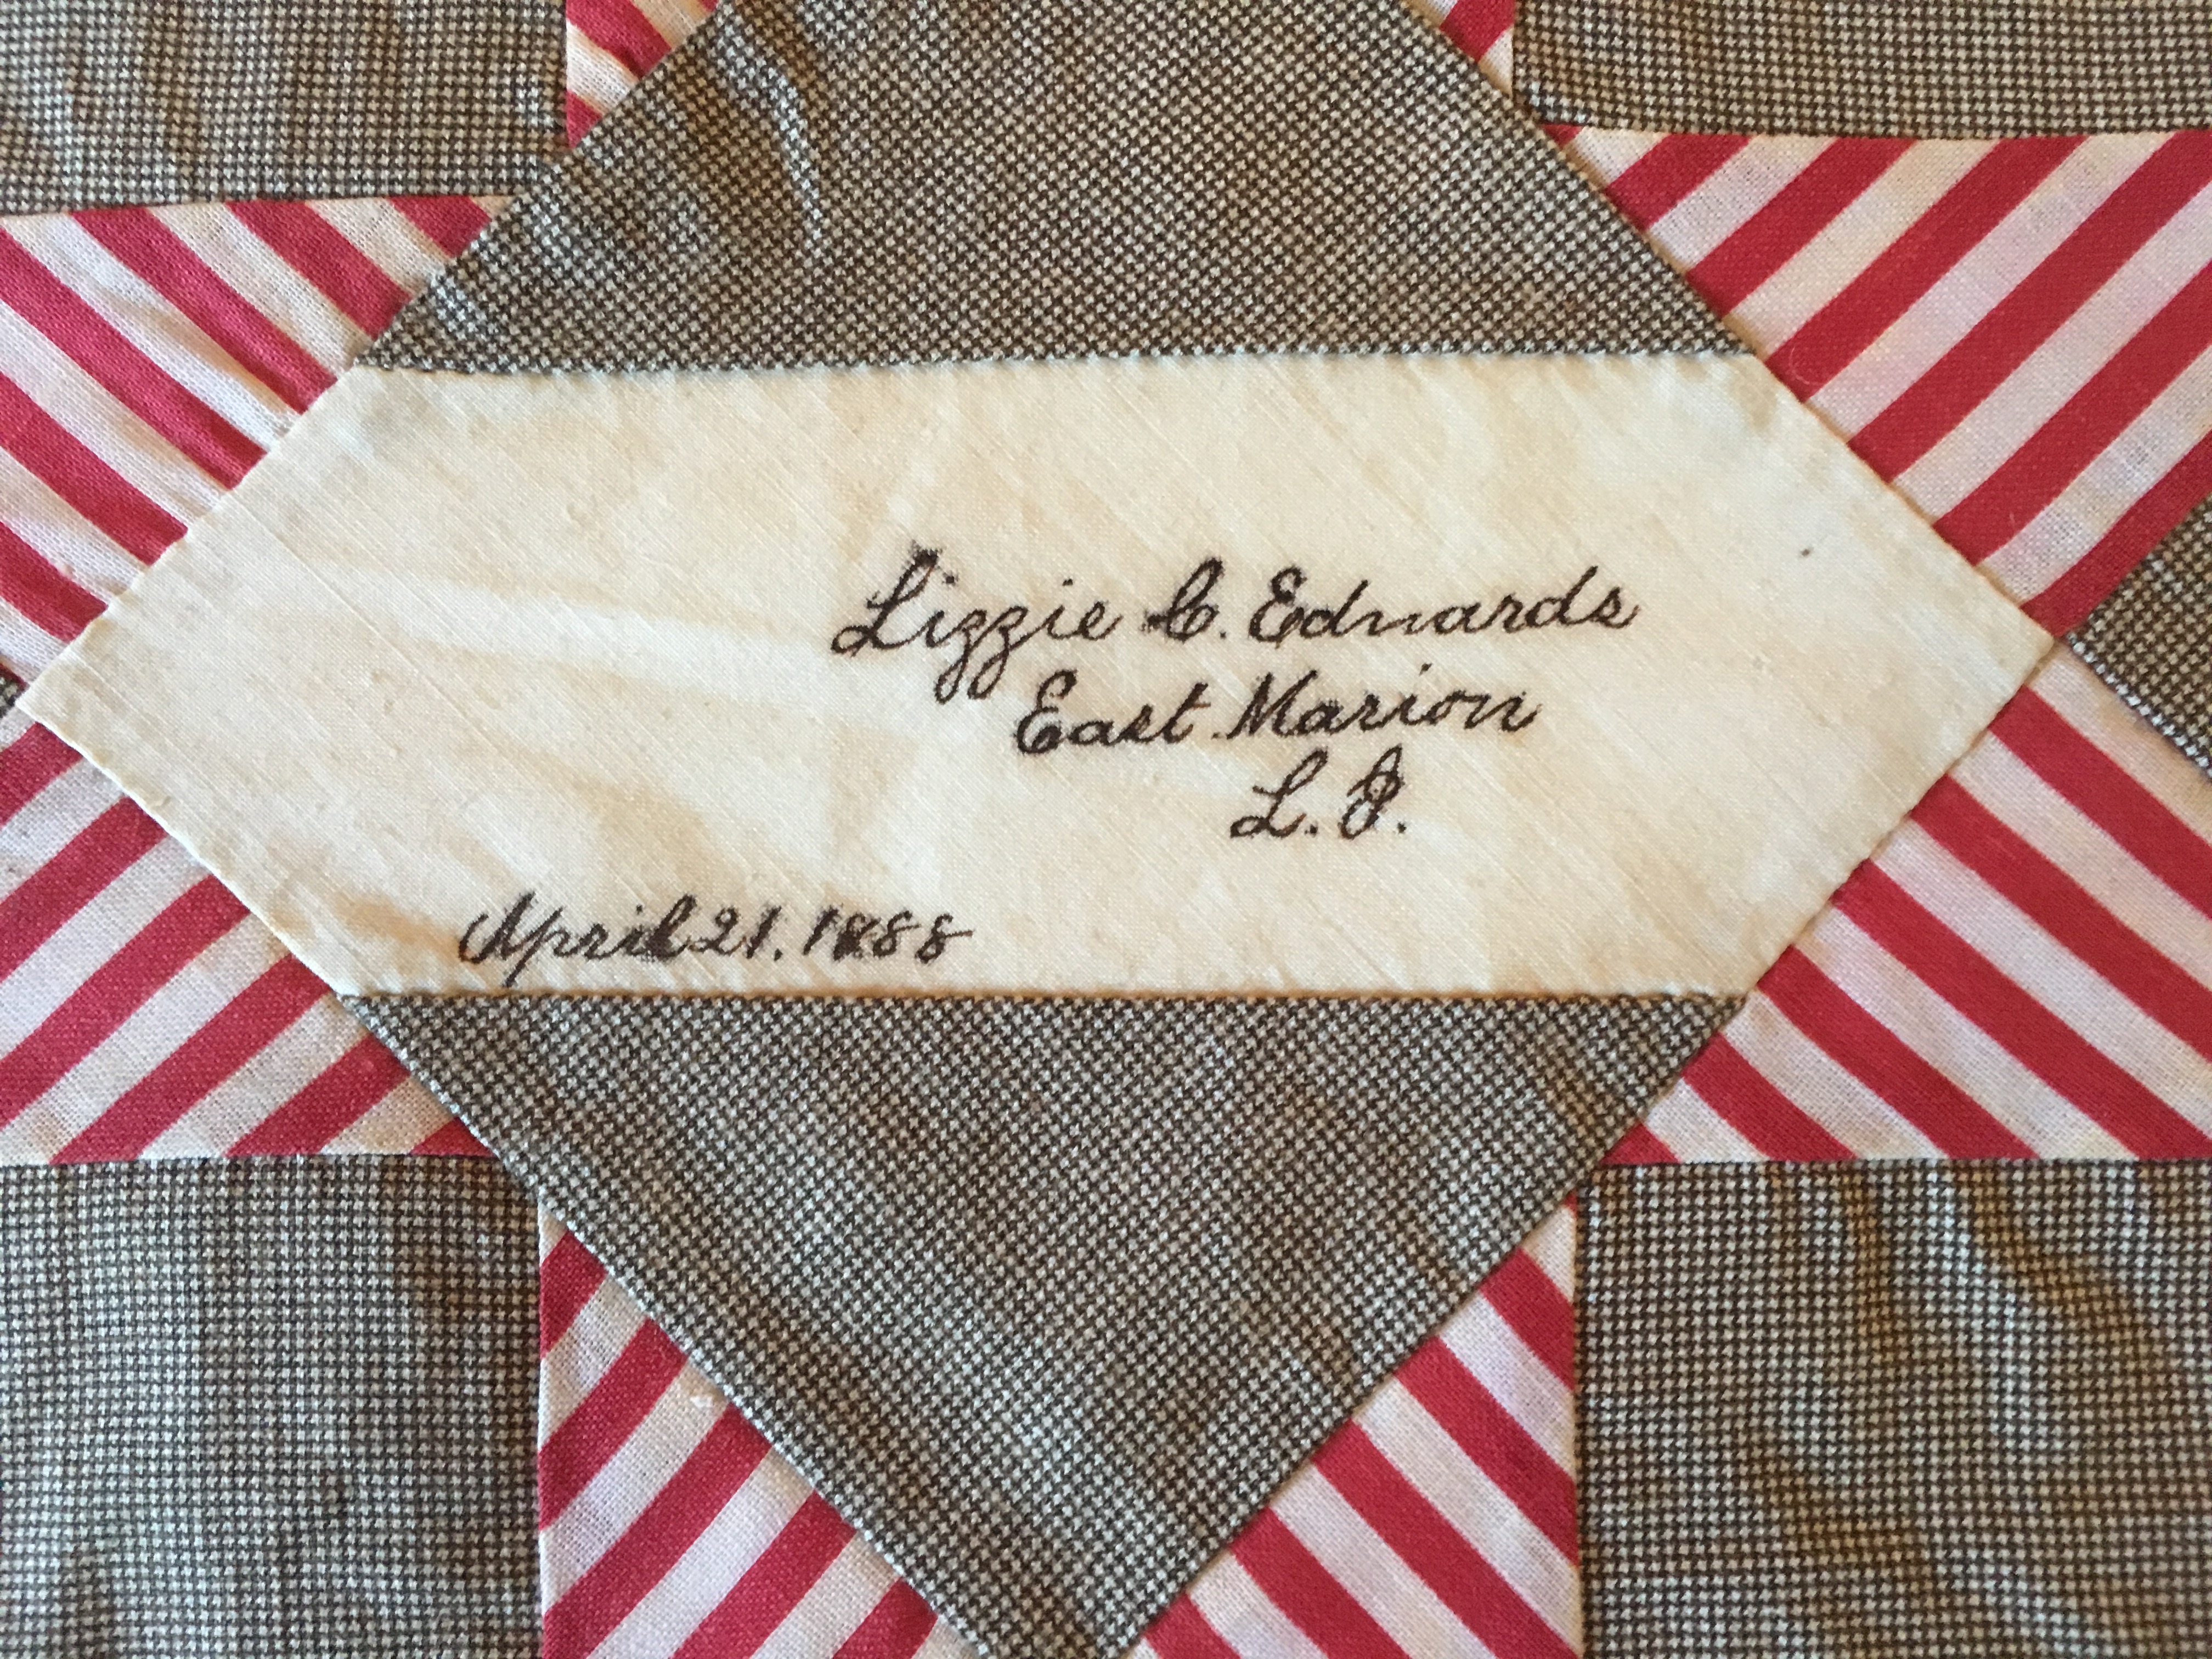 Lizzie C. Edwards
East Marion
L. I.
April 21, 1888